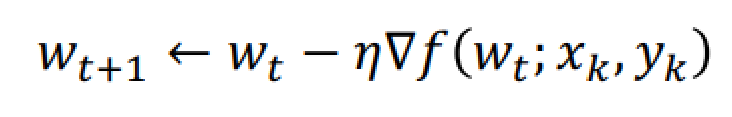 w_{t+1} ← w_t − η∇f(w_t; x_k, y_k)